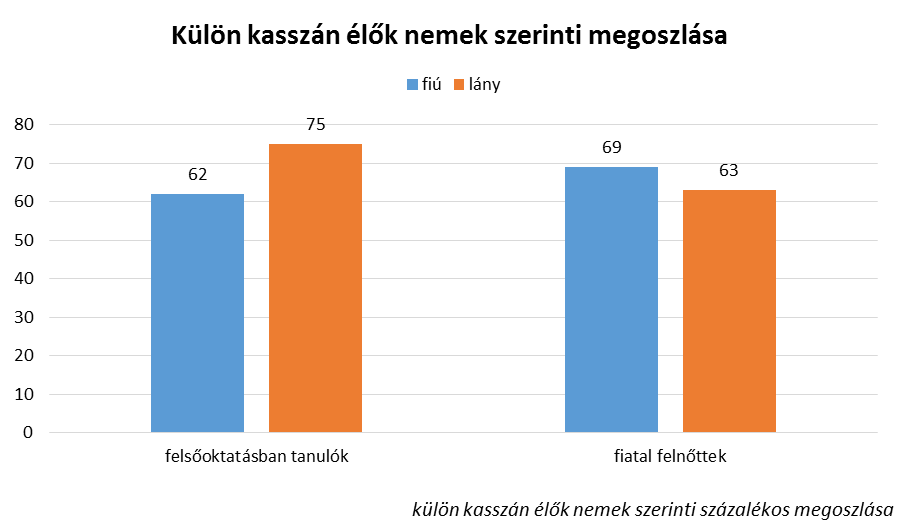 Külön kasszán élők nemek szerinti megoszlása
fiú lány
80
70
60
50
40
30
20
10
0
62
75
69
63
felsőoktatásban tanulók
fiatal felnőttek
külön kasszán élők nemek szerinti százalékos megoszlása